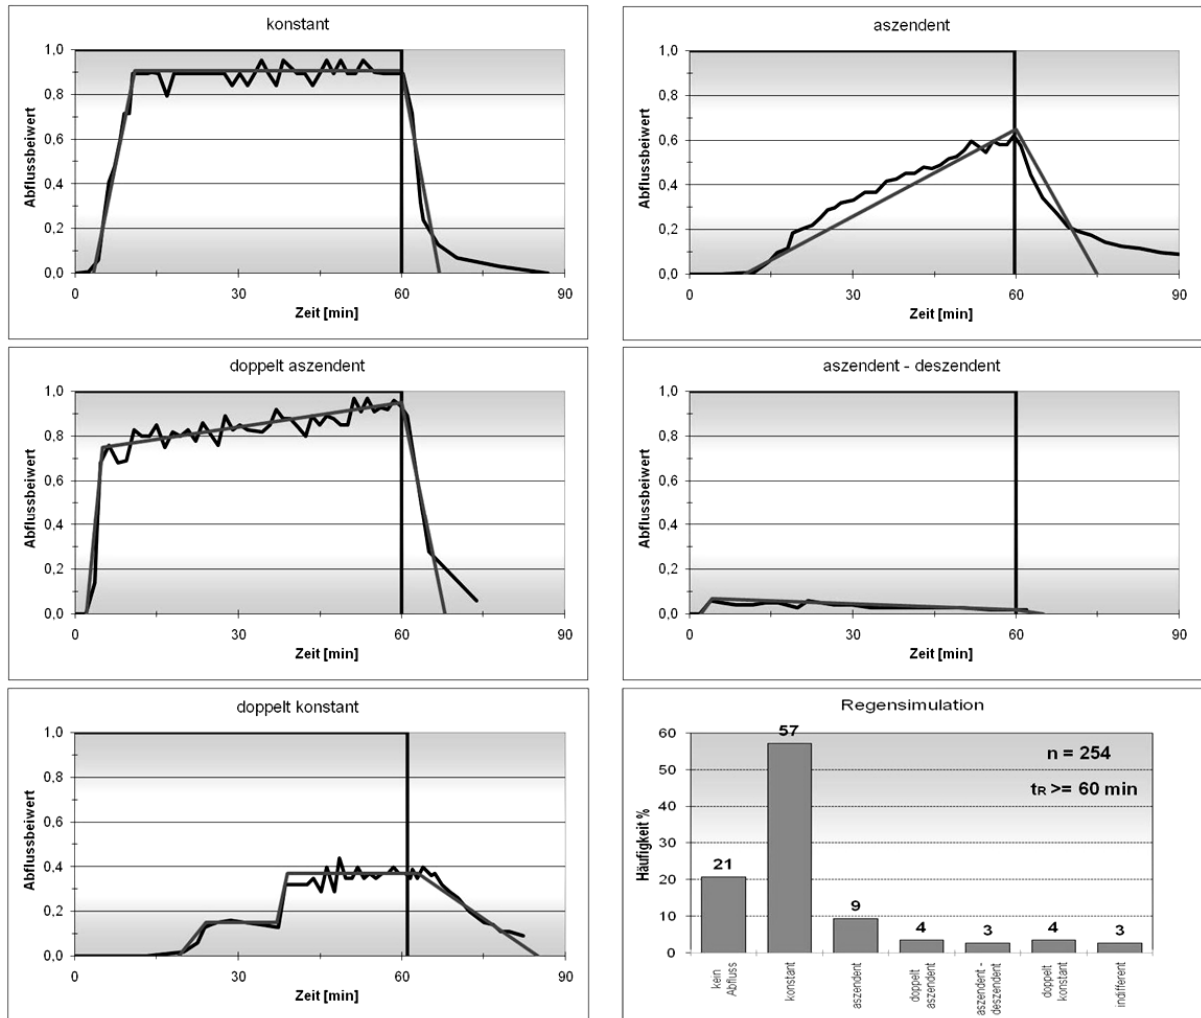 konstant
Abflussbeiwert
1,0
0,8
0,6
0,4
0,2
0,0
0 30 60 90
Zeit [min]
aszendent
Abflussbeiwert
1,0
0,8
0,6
0,4
0,2
0,0
0 30 60 90
Zeit [min]
doppelt aszendent
Abflussbeiwert
1,0
0,8
0,6
0,4
0,2
0,0
0 30 60 90
Zeit [min]
aszendent - deszendent
Abflussbeiwert
1,0
0,8
0,6
0,4
0,2
0,0
0 30 60 90
Zeit [min]
doppelt konstant
Abflussbeiwert
1,0
0,8
0,6
0,4
0,2
0,0
0 30 60 90
Zeit [min]
Regensimulation
Häufigkeit %
60
50
40
30
20
10
0
n = 254
tR >= 60 min
21
57
9
4
3
4
3
kein
Abfluss
konstant
aszendent
doppelt
aszendent
aszendent -
deszendent
doppelt
konstant
indifferent